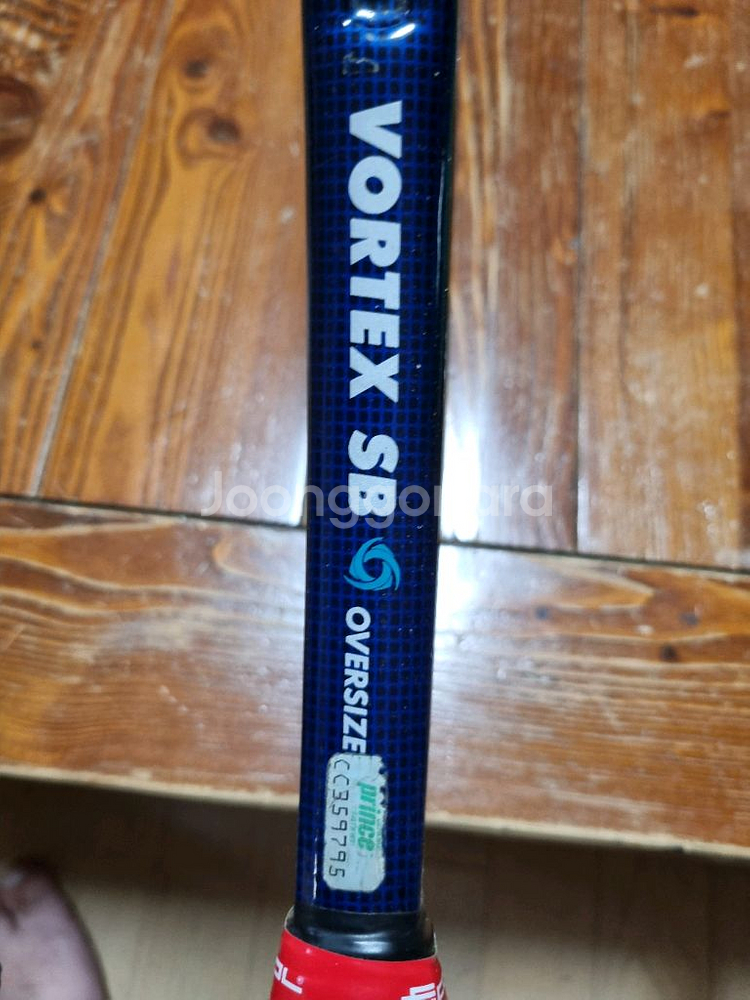 VORTEX SB
OVERSIZE
Joonggonara
prince
CC359795